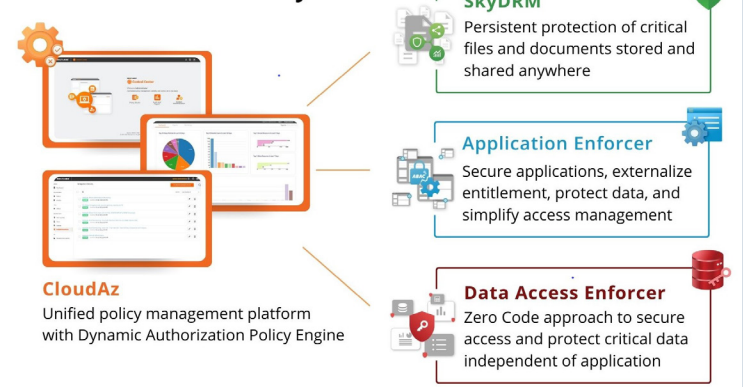 SkyDRM
Persistent protection of critical
files and documents stored and
shared anywhere
Application Enforcer
Secure applications, externalize
entitlement, protect data, and
simplify access management
CloudAz
Unified policy management platform
with Dynamic Authorization Policy Engine
Data Access Enforcer
Zero Code approach to secure
access and protect critical data
independent of application